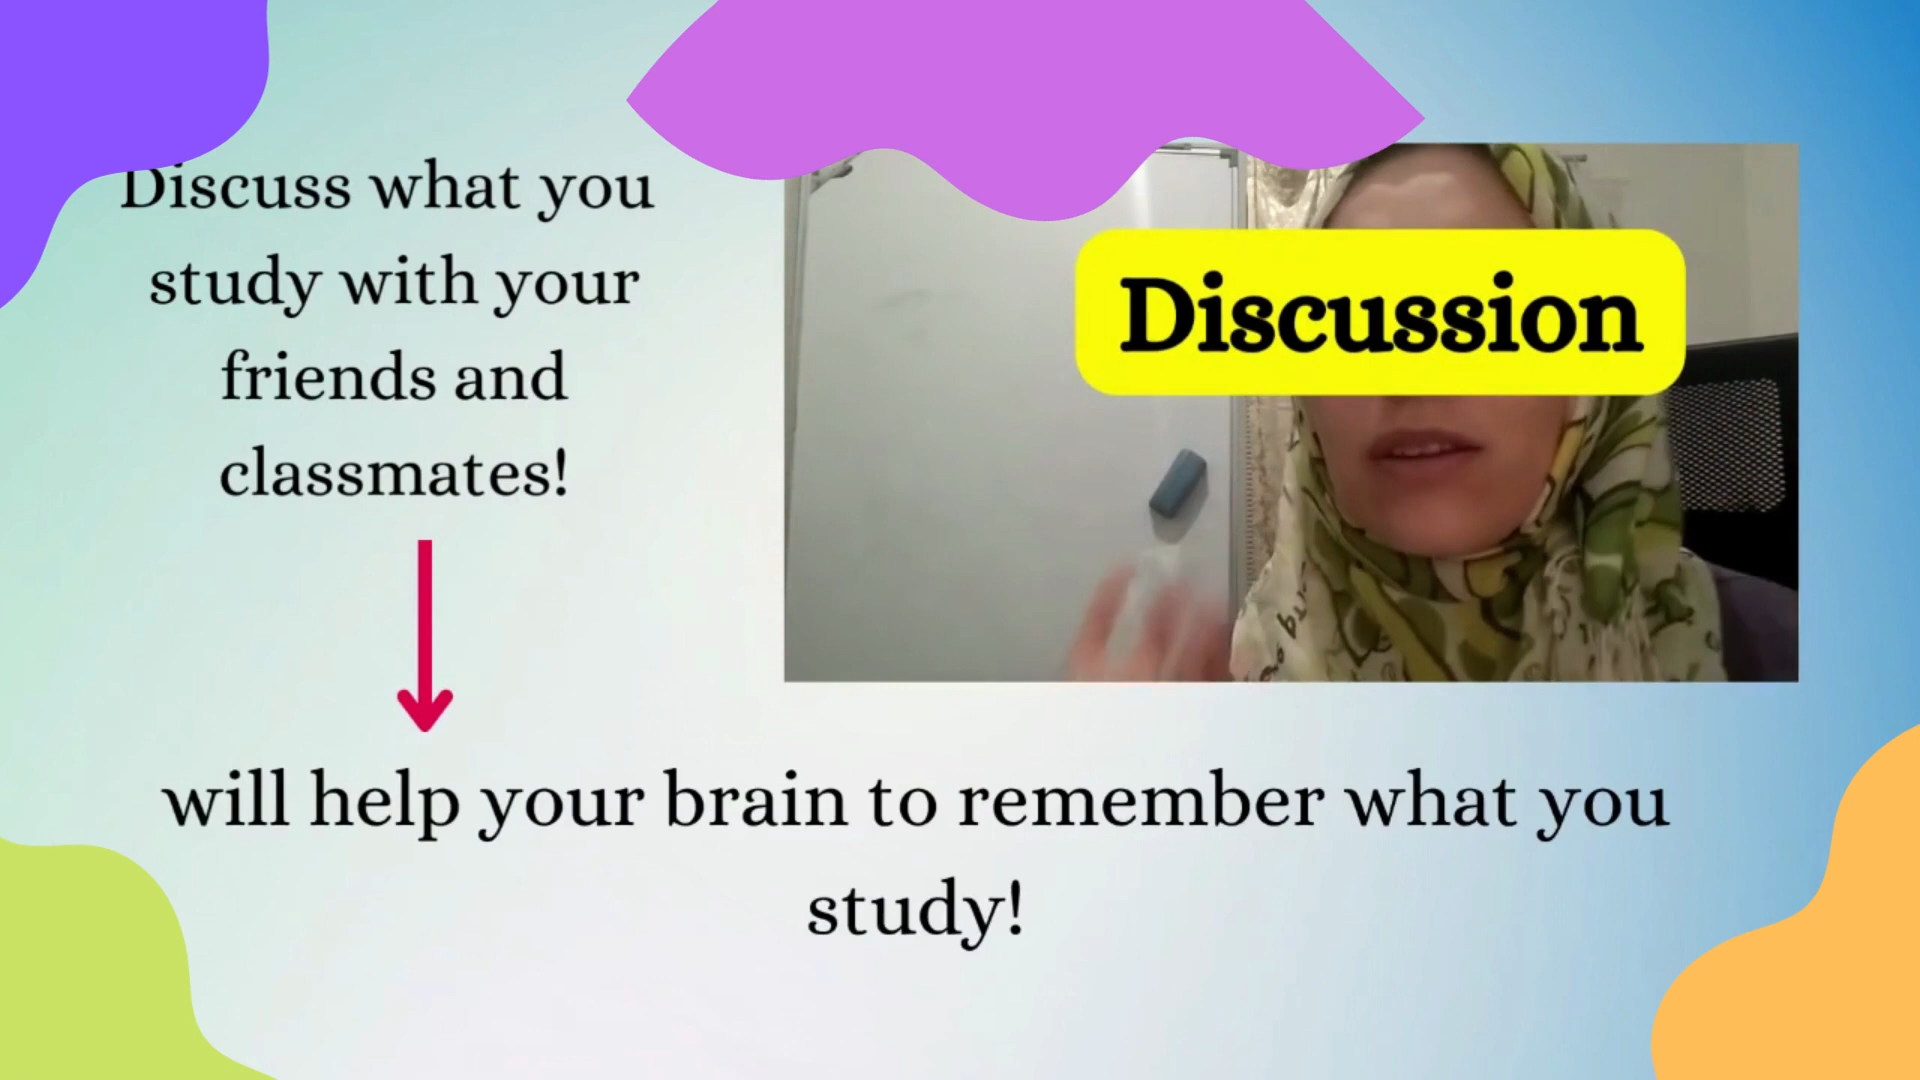 Discuss what you
study with your
friends and
classmates!
Discussion
will help your brain to remember what you
study!